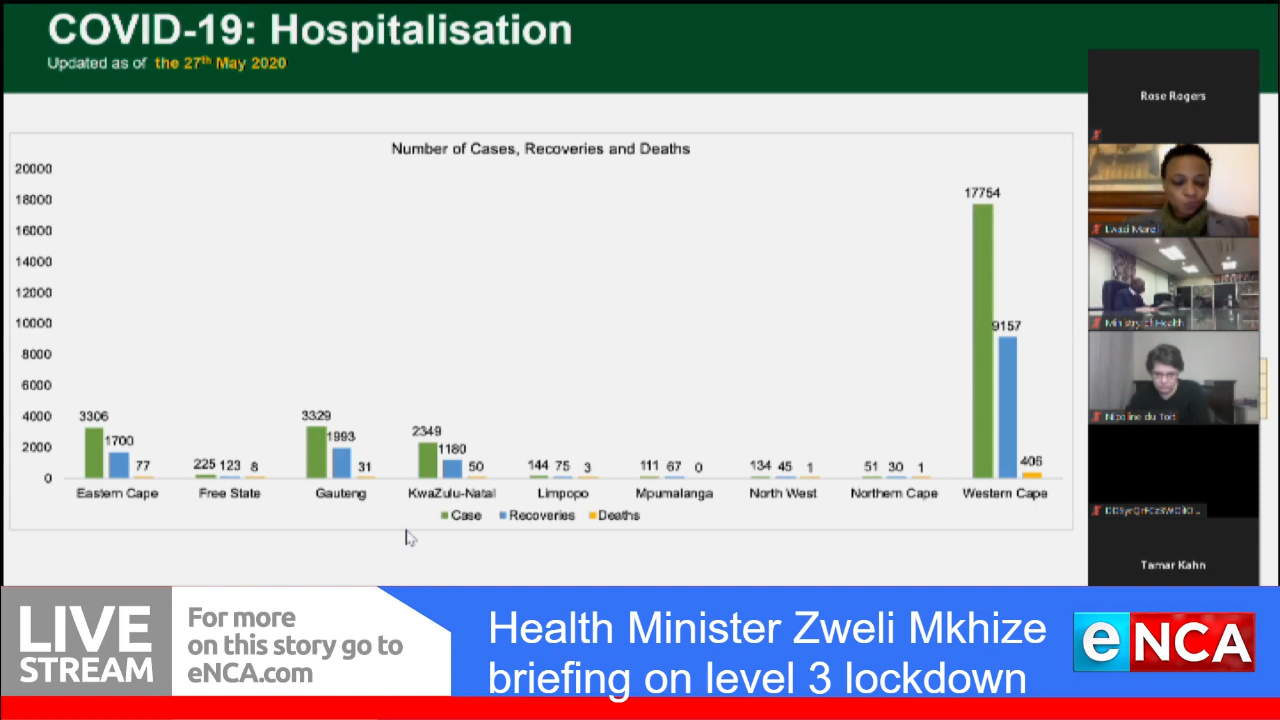 COVID-19: Hospitalisation
Updated as of the 27th May 2020
Number of Cases, Recoveries and Deaths
20000
18000
16000
14000
12000
10000
8000
6000
4000
2000
0
3306 1700 77
225 123 8
3329 1993 31
2349 1180 50
144 75 3
111 67 0
134 45 1
51 30 1
17754 9157 406
Eastern Cape Free State Gauteng KwaZulu-Natal Limpopo Mpumalanga North West Northern Cape Western Cape
Case Recoveries Deaths
Rose Rogers
Lwazi Manzi
Ministry of Health
Nicoline du Toit
Tamar Kahn
LIVE
STREAM
For more
on this story go to
eNCA.com
Health Minister Zweli Mkhize
briefing on level 3 lockdown
eNCA